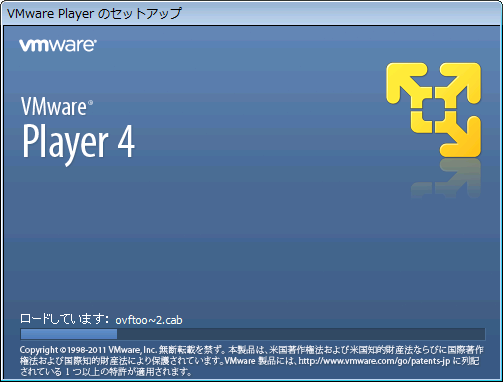 VMware Player のセットアップ
vmware®
VMware®
Player 4
ロードしています: ovftoo~2.cab
Copyright © 1998-2011 VMware, Inc. 無断転載を禁ず。本製品は、米国著作権法および米国知的財産法ならびに国際著作
権法および国際知的財産法により保護されています。VMware 製品には、http://www.vmware.com/go/patents-jp に列記
されている 1 つ以上の特許が適用されます。